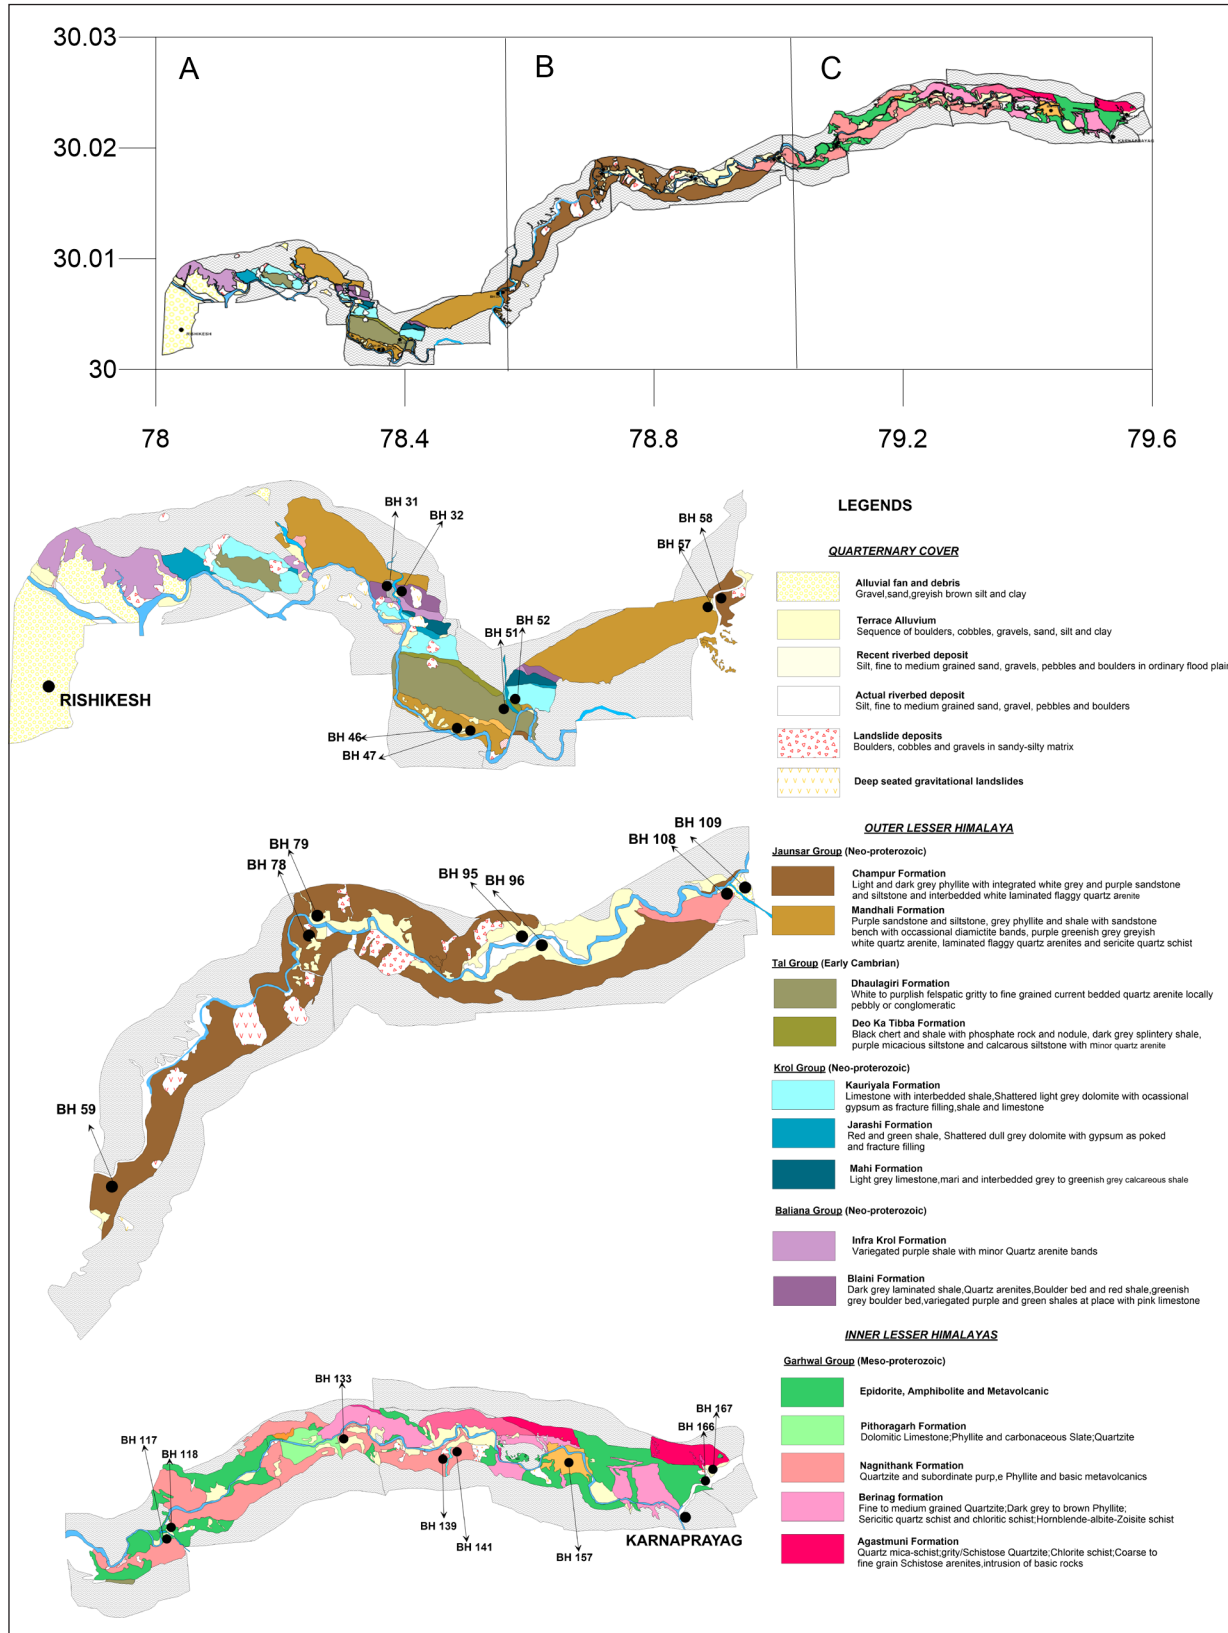 30.03
A
B
C
30.02
KARNAPRAYAG
30.01
RISHIKESH
30
78
78.4
78.8
79.2
79.6
BH 31
BH 32
BH 58
BH 57
BH 51
BH 52
RISHIKESH
BH 46
BH 47
LEGENDS
QUARTERNARY COVER
Alluvial fan and debris
Gravel,sand,greyish brown silt and clay
Terrace Alluvium
Sequence of boulders, cobbles, gravels, sand, silt and clay
Recent riverbed deposit
Silt, fine to medium grained sand, gravels, pebbles and boulders in ordinary flood plain
Actual riverbed deposit
Silt, fine to medium grained sand, gravel, pebbles and boulders
Landslide deposits
Boulders, cobbles and gravels in sandy-silty matrix
Deep seated gravitational landslides
BH 79
BH 78
BH 95
BH 96
BH 109
BH 108
BH 59
OUTER LESSER HIMALAYA
Jaunsar Group (Neo-proterozoic)
Champur Formation
Light and dark grey phyllite with integrated white grey and purple sandstone
and siltstone and interbedded white laminated flaggy quartz arenite
Mandhali Formation
Purple sandstone and siltstone, grey phyllite and shale with sandstone
bench with occassional diamictite bands, purple greenish grey greyish
white quartz arenite, laminated flaggy quartz arenites and sericite quartz schist
Tal Group (Early Cambrian)
Dhaulagiri Formation
White to purplish felspatic gritty to fine grained current bedded quartz arenite locally
pebbly or conglomeratic
Deo Ka Tibba Formation
Black chert and shale with phosphate rock and nodule, dark grey splintery shale,
purple micacious siltstone and calcarous siltstone with minor quartz arenite
Krol Group (Neo-proterozoic)
Kauriyala Formation
Limestone with interbedded shale,Shattered light grey dolomite with ocassional
gypsum as fracture filling,shale and limestone
Jarashi Formation
Red and green shale, Shattered dull grey dolomite with gypsum as poked
and fracture filling
Mahi Formation
Light grey limestone,mari and interbedded grey to greenish grey calcareous shale
Baliana Group (Neo-proterozoic)
Infra Krol Formation
Variegated purple shale with minor Quartz arenite bands
Blaini Formation
Dark grey laminated shale,Quartz arenites,Boulder bed and red shale,greenish
grey boulder bed,variegated purple and green shales at place with pink limestone
INNER LESSER HIMALAYAS
Garhwal Group (Meso-proterozoic)
Epidorite, Amphibolite and Metavolcanic
Pithoragarh Formation
Dolomitic Limestone;Phyllite and carbonaceous Slate;Quartzite
Nagnithank Formation
Quartzite and subordinate purp,e Phyllite and basic metavolcanics
Berinag formation
Fine to medium grained Quartzite;Dark grey to brown Phyllite;
Sericitic quartz schist and chloritic schist;Hornblende-albite-Zoisite schist
Agastmuni Formation
Quartz mica-schist;grity/Schistose Quartzite;Chlorite schist;Coarse to
fine grain Schistose arenites,intrusion of basic rocks
BH 133
BH 117
BH 118
BH 167
BH 166
BH 139
BH 141
BH 157
KARNAPRAYAG